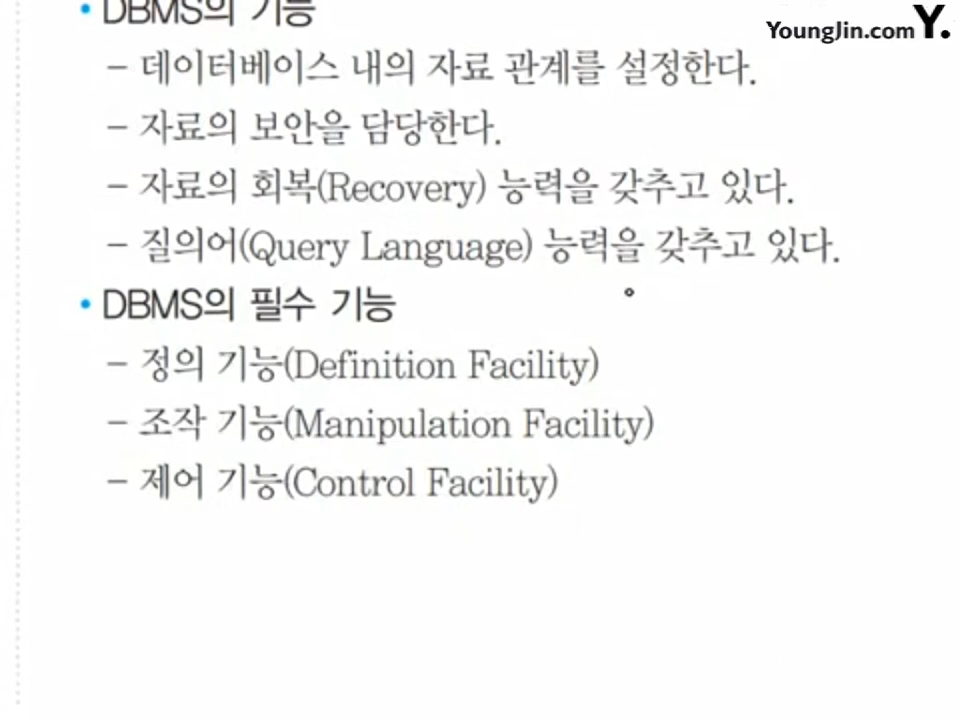 • DBMS의 기능
YoungJin.com Y.
– 데이터베이스 내의 자료 관계를 설정한다.
– 자료의 보안을 담당한다.
– 자료의 회복(Recovery) 능력을 갖추고 있다.
– 질의어(Query Language) 능력을 갖추고 있다.
• DBMS의 필수 기능
– 정의 기능(Definition Facility)
– 조작 기능(Manipulation Facility)
– 제어 기능(Control Facility)